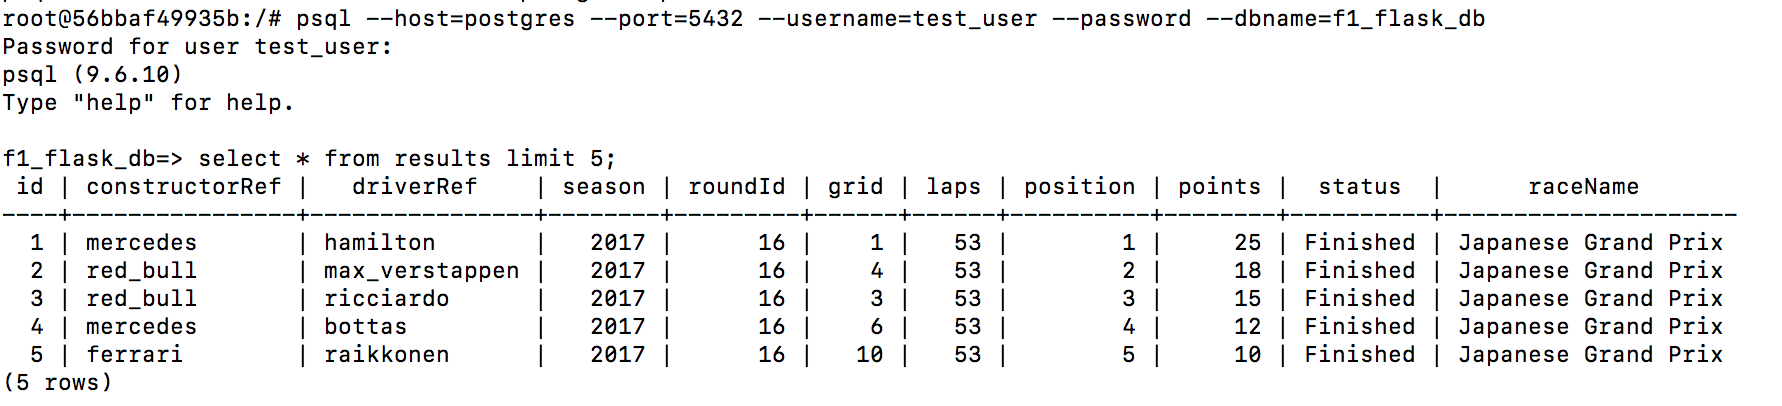 root@56bbaf49935b:/# psql --host=postgres --port=5432 --username=test_user --password --dbname=f1_flask_db
Password for user test_user:
psql (9.6.10)
Type "help" for help.

f1_flask_db=> select * from results limit 5;
 id | constructorRef |   driverRef    | season | roundId | grid | laps | position | points |  status  |      raceName
----+----------------+----------------+--------+---------+------+------+----------+--------+----------+---------------------
  1 | mercedes       | hamilton       |   2017 |      16 |    1 |   53 |        1 |     25 | Finished | Japanese Grand Prix
  2 | red_bull       | max_verstappen |   2017 |      16 |    4 |   53 |        2 |     18 | Finished | Japanese Grand Prix
  3 | red_bull       | ricciardo      |   2017 |      16 |    3 |   53 |        3 |     15 | Finished | Japanese Grand Prix
  4 | mercedes       | bottas         |   2017 |      16 |    6 |   53 |        4 |     12 | Finished | Japanese Grand Prix
  5 | ferrari        | raikkonen      |   2017 |      16 |   10 |   53 |        5 |     10 | Finished | Japanese Grand Prix
(5 rows)